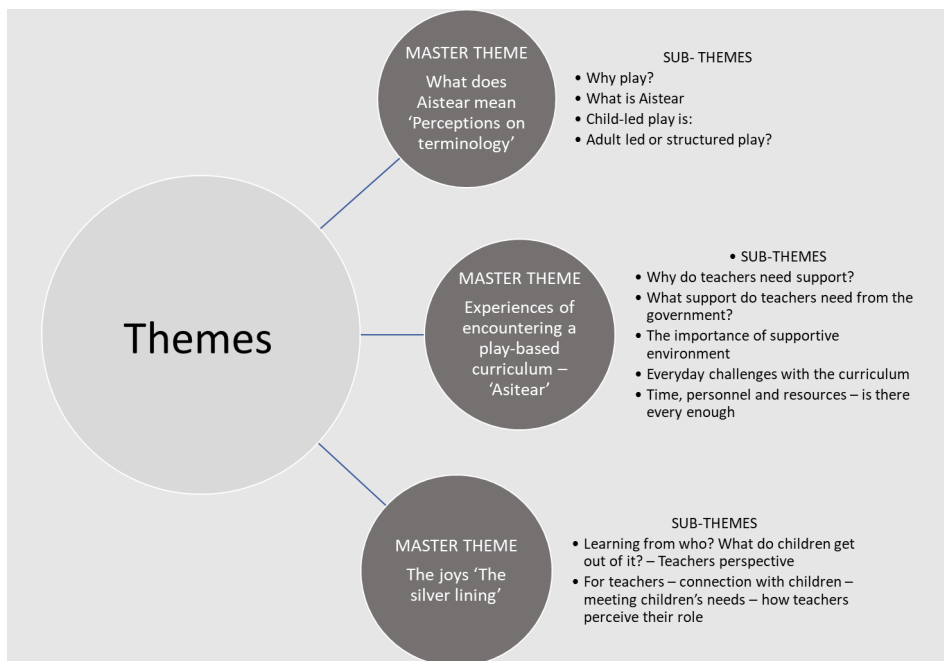 Themes
MASTER THEME
What does
Aistear mean
‘Perceptions on
terminology’
SUB- THEMES
• Why play?
• What is Aistear
• Child-led play is:
• Adult led or structured play?
MASTER THEME
Experiences of
encountering a
play-based
curriculum –
‘Asitear’
• SUB-THEMES
• Why do teachers need support?
• What support do teachers need from the
government?
• The importance of supportive
environment
• Everyday challenges with the curriculum
• Time, personnel and resources – is there
every enough
MASTER THEME
The joys ‘The
silver lining’
SUB-THEMES
• Learning from who? What do children get
out of it? – Teachers perspective
• For teachers – connection with children –
meeting children’s needs – how teachers
perceive their role